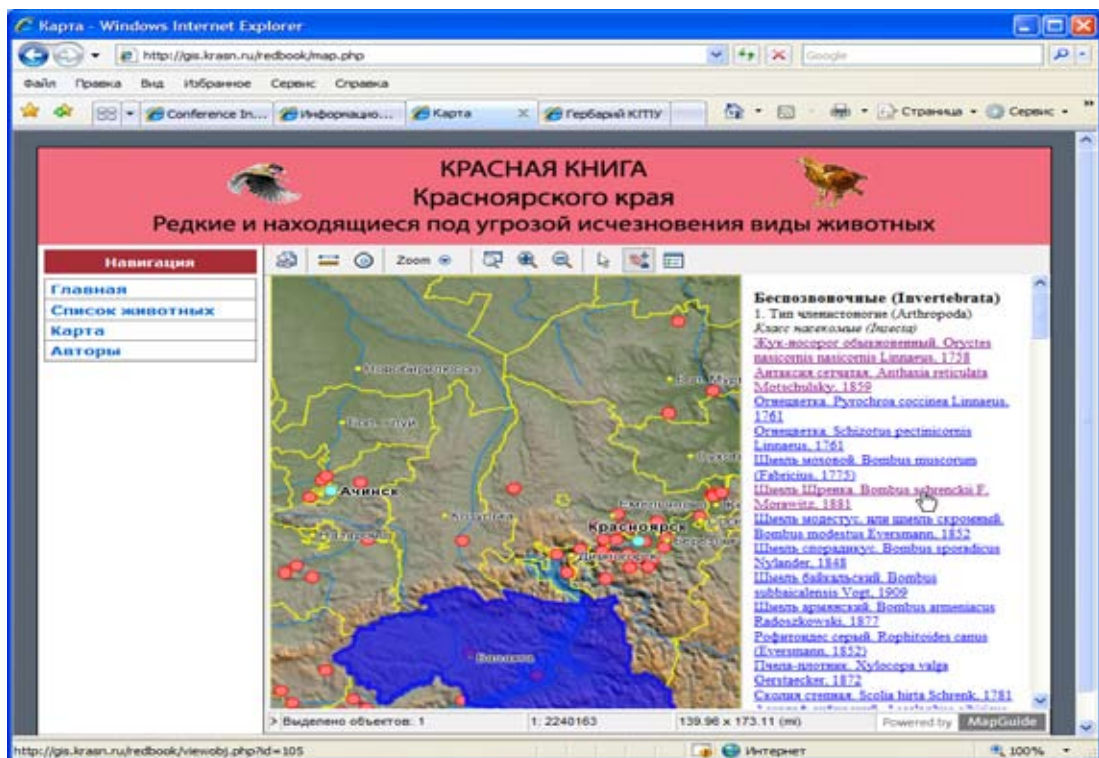 Карта - Windows Internet Explorer
http://gis.krasn.ru/redbook/map.php
Google
Файл Правка Вид Избранное Сервис Справка
Conference In... Информацио... Карта Гербарий КГПУ Страница Сервис
КРАСНАЯ КНИГА
Красноярского края
Редкие и находящиеся под угрозой исчезновения виды животных
Навигация
Главная
Список животных
Карта
Авторы
Zoom
Ачинск
Козулька
Красноярск
Дивногорск
Балахта
Беспозвоночные (Invertebrata)
1. Тип членистоногие (Arthropoda)
Класс насекомые (Insecta)
Жук-носорог обыкновенный. Oryctes
nasicornis nasicornis Linnaeus, 1758
Антаксия сетчатая. Anthaxia reticulata
Motschulsky, 1859
Огнецветка. Pyrochroa coccinea Linnaeus,
1761
Огнецветка. Schizotus pectinicornis
Linnaeus, 1761
Шмель моховой. Bombus muscorum
(Fabricius, 1775)
Шмель Шренка. Bombus schrenckii F.
Morawitz, 1881
Шмель модестус, или шмель скромный.
Bombus modestus Eversmann, 1852
Шмель спорадикус. Bombus sporadicus
Nylander, 1848
Шмель байкальский. Bombus
subbaicalensis Vogt, 1909
Шмель армянский. Bombus armeniacus
Radoszkowski, 1877
Рофитоидес серый. Rophitoides canus
(Eversmann, 1852)
Пчела-плотник. Xylocopa valga
Gerstaecker, 1872
Сколия степная. Scolia hirta Schrenk, 1781
> Выделено объектов: 1
1: 2240163
139.96 x 173.11 (mi)
Powered by MapGuide
http://gis.krasn.ru/redbook/viewobj.php?id=105
Интернет
100%